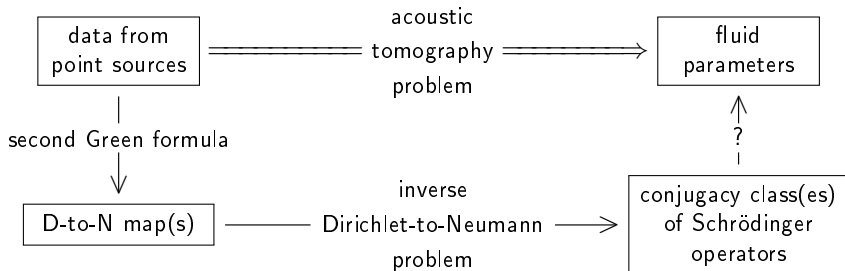 data from
point sources
acoustic
tomography
problem
fluid
parameters
second Green formula
?
D-to-N map(s)
inverse
Dirichlet-to-Neumann
problem
conjugacy class(es)
of Schrödinger
operators